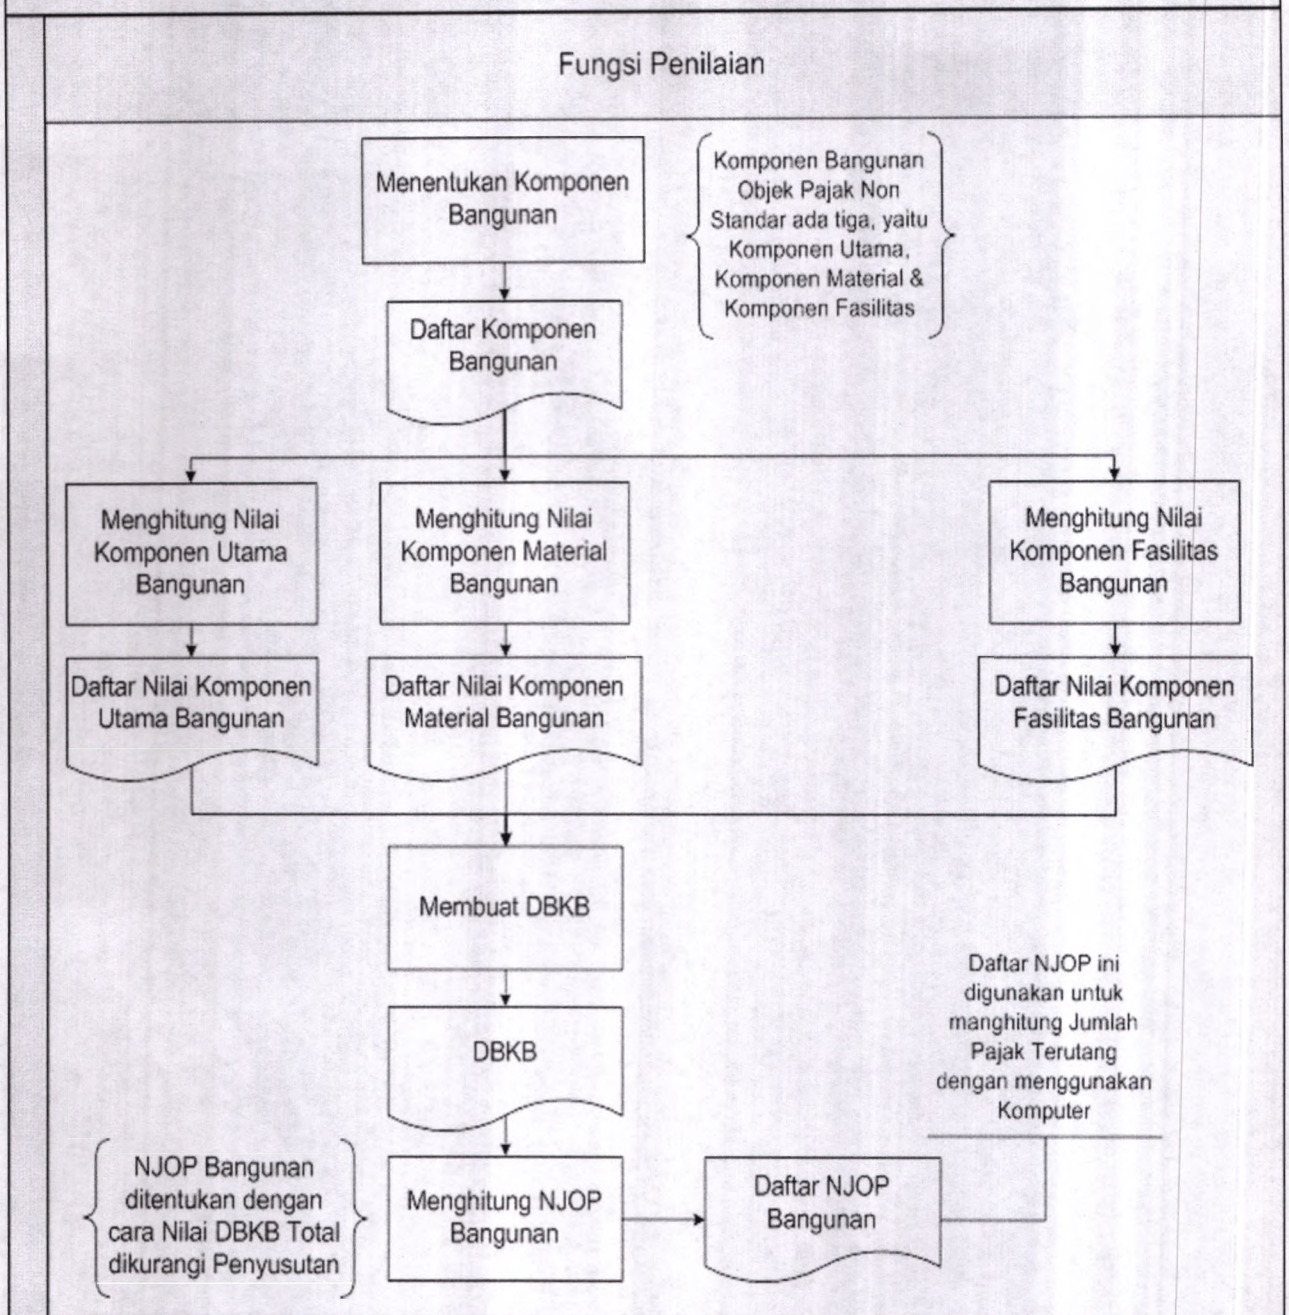 Fungsi Penilaian
Menentukan Komponen
Bangunan
Komponen Bangunan
Objek Pajak Non
Standar ada tiga, yaitu
Komponen Utama,
Komponen Material &
Komponen Fasilitas
Daftar Komponen
Bangunan
Menghitung Nilai
Komponen Utama
Bangunan
Menghitung Nilai
Komponen Material
Bangunan
Menghitung Nilai
Komponen Fasilitas
Bangunan
Daftar Nilai Komponen
Utama Bangunan
Daftar Nilai Komponen
Material Bangunan
Daftar Nilai Komponen
Fasilitas Bangunan
Membuat DBKB
DBKB
Daftar NJOP ini
digunakan untuk
manghitung Jumlah
Pajak Terutang
dengan menggunakan
Komputer
NJOP Bangunan
ditentukan dengan
cara Nilai DBKB Total
dikurangi Penyusutan
Menghitung NJOP
Bangunan
Daftar NJOP
Bangunan